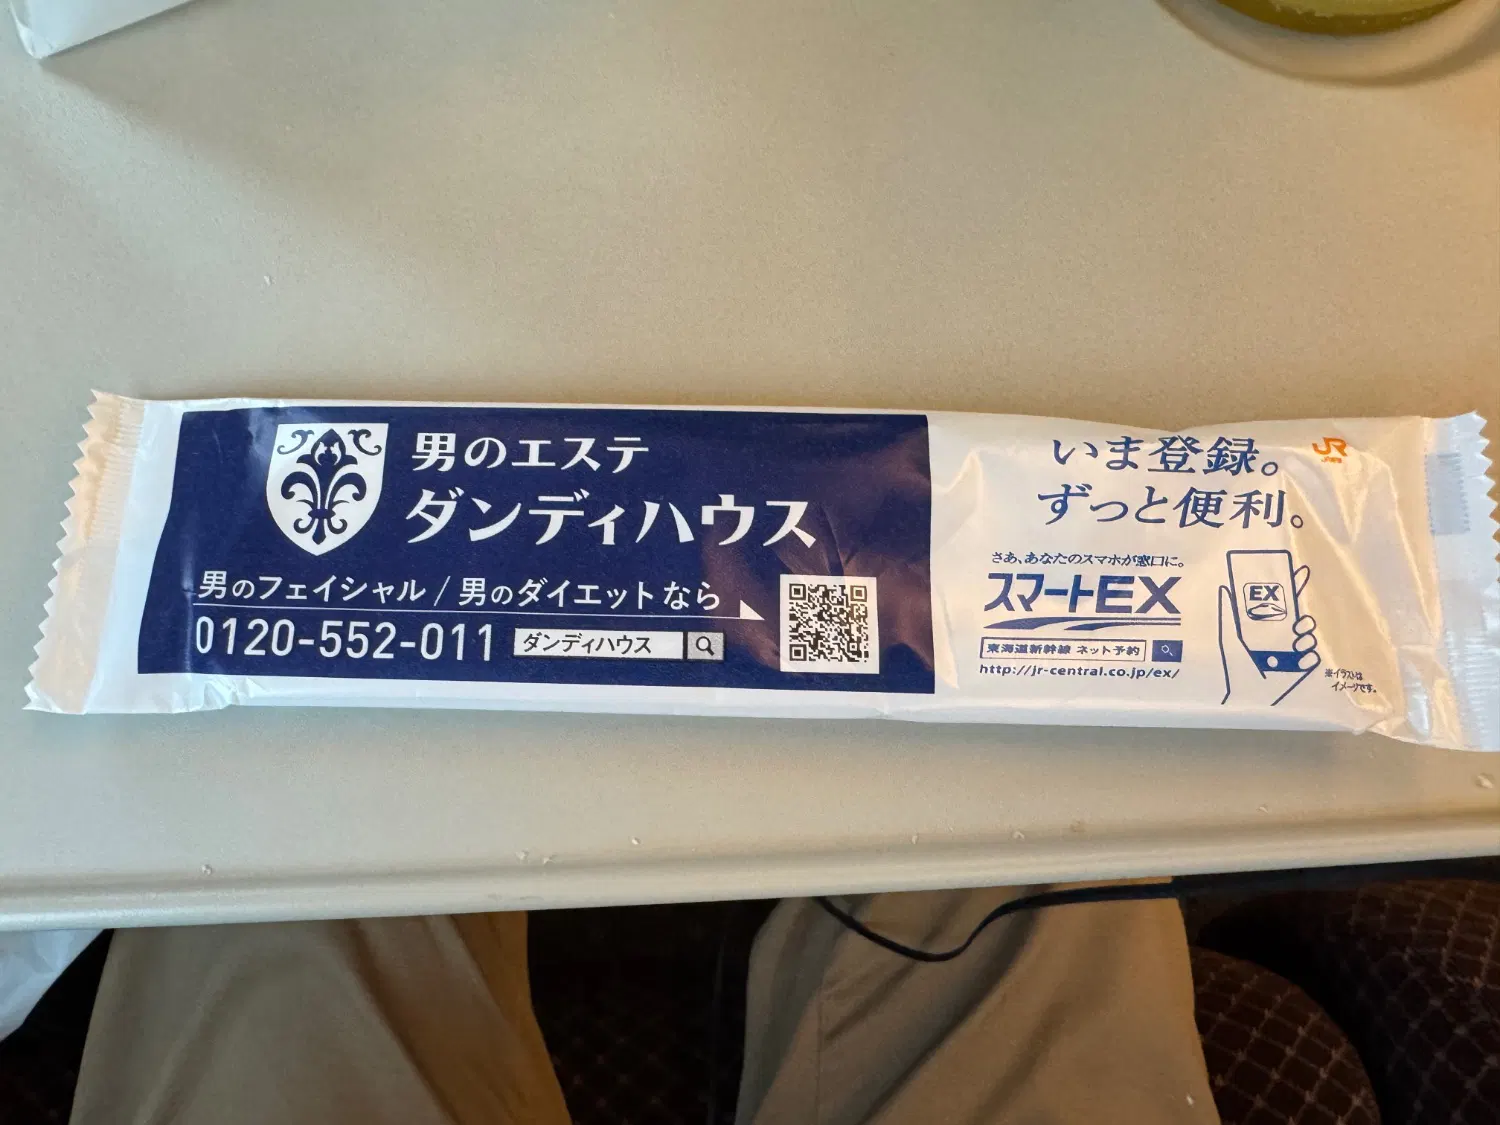 男のエステ
ダンディハウス
男のフェイシャル / 男のダイエット なら
0120-552-011
ダンディハウス
いま登録。
ずっと便利。
JR
さあ、あなたのスマホが窓口に。
スマートEX
東海道新幹線 ネット予約
http://jr-central.co.jp/ex/
EX
※イラストは
イメージです。